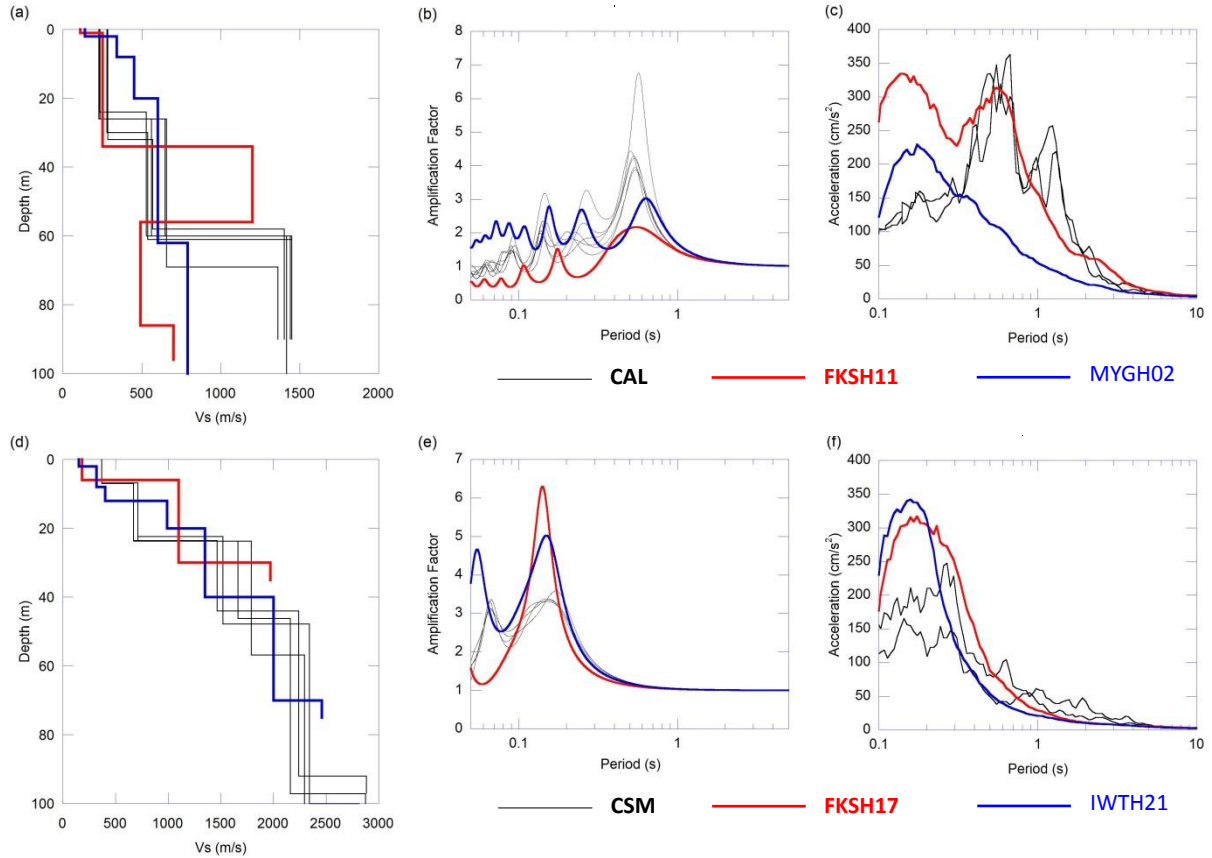 (a)
0
20
40
60
80
100
Depth (m)
0 500 1000 1500 2000
Vs (m/s)
(b)
8
7
6
5
4
3
2
1
0
Amplification Factor
0.1 1
Period (s)
(c)
400
350
300
250
200
150
100
50
0
Acceleration (cm/s²)
0.1 1 10
Period (s)
CAL FKSH11 MYGH02
(d)
0
20
40
60
80
100
Depth (m)
0 500 1000 1500 2000 2500 3000
Vs (m/s)
(e)
7
6
5
4
3
2
1
0
Amplification Factor
0.1 1
Period (s)
(f)
400
350
300
250
200
150
100
50
0
Acceleration (cm/s²)
0.1 1 10
Period (s)
CSM FKSH17 IWTH21